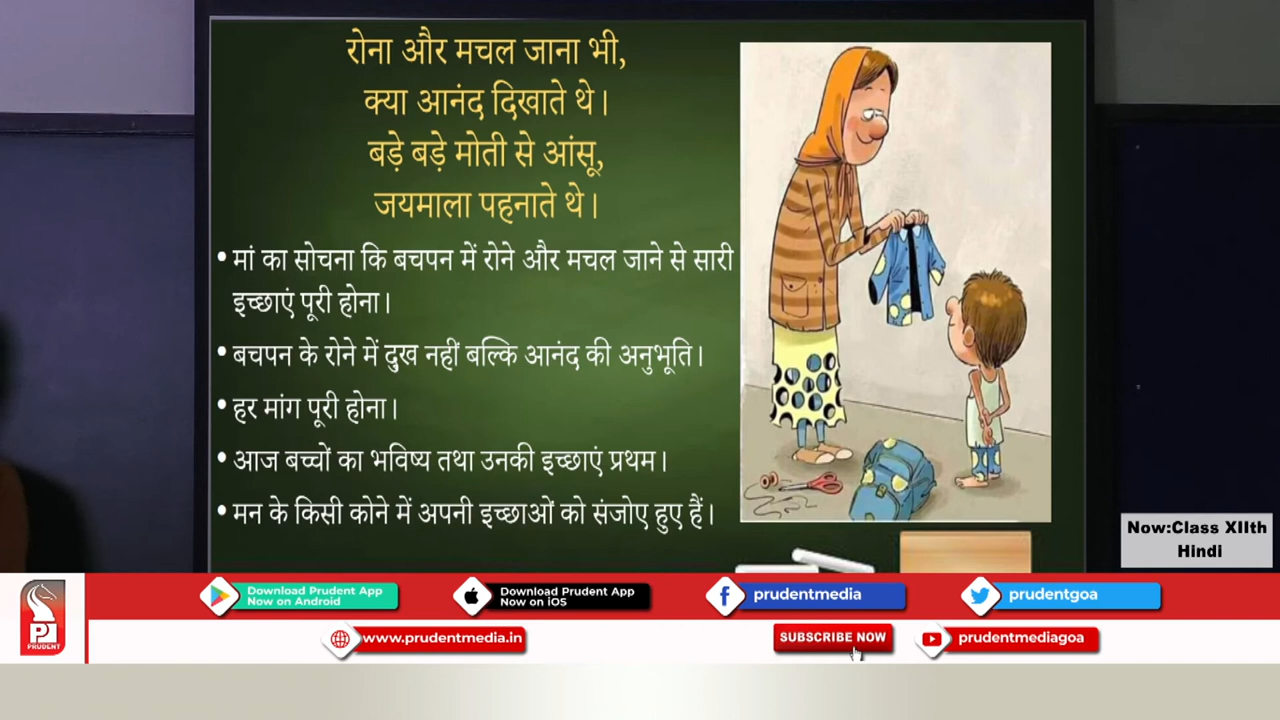 रोना और मचल जाना भी,
क्या आनंद दिखाते थे।
बड़े बड़े मोती से आंसू,
जयमाला पहनाते थे।
• मां का सोचना कि बचपन में रोने और मचल जाने से सारी
इच्छाएं पूरी होना।
• बचपन के रोने में दुख नहीं बल्कि आनंद की अनुभूति।
• हर मांग पूरी होना।
• आज बच्चों का भविष्य तथा उनकी इच्छाएं प्रथम।
• मन के किसी कोने में अपनी इच्छाओं को संजोए हुए हैं।
Now:Class XIIth
Hindi
PRUDENT
Download Prudent App
Now on Android
Download Prudent App
Now on iOS
prudentmedia
prudentgoa
www.prudentmedia.in
SUBSCRIBE NOW
prudentmediagoa